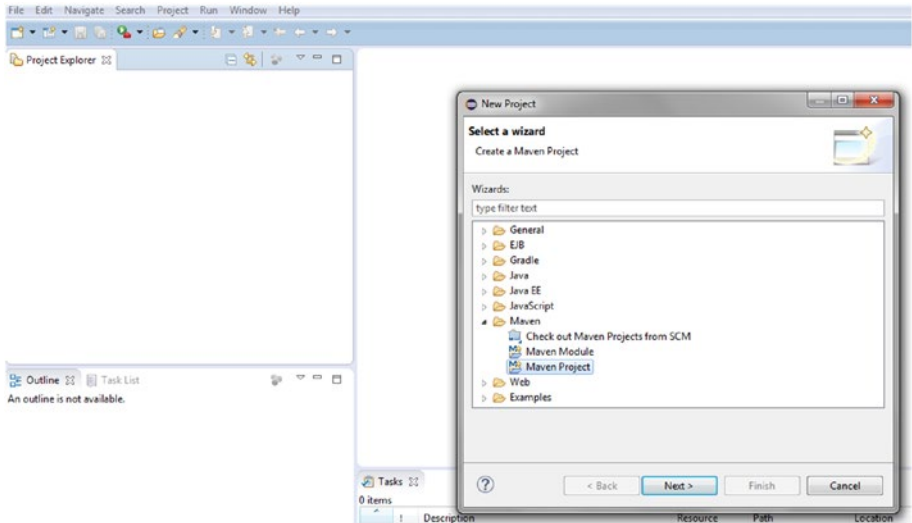 File Edit Navigate Search Project Run Window Help
Project Explorer
New Project
Select a wizard
Create a Maven Project
Wizards:
type filter text
General
EJB
Gradle
Java
Java EE
JavaScript
Maven
Check out Maven Projects from SCM
Maven Module
Maven Project
Web
Examples
Outline Task List
An outline is not available.
? < Back Next > Finish Cancel
Tasks
0 items
! Description Resource Path Location